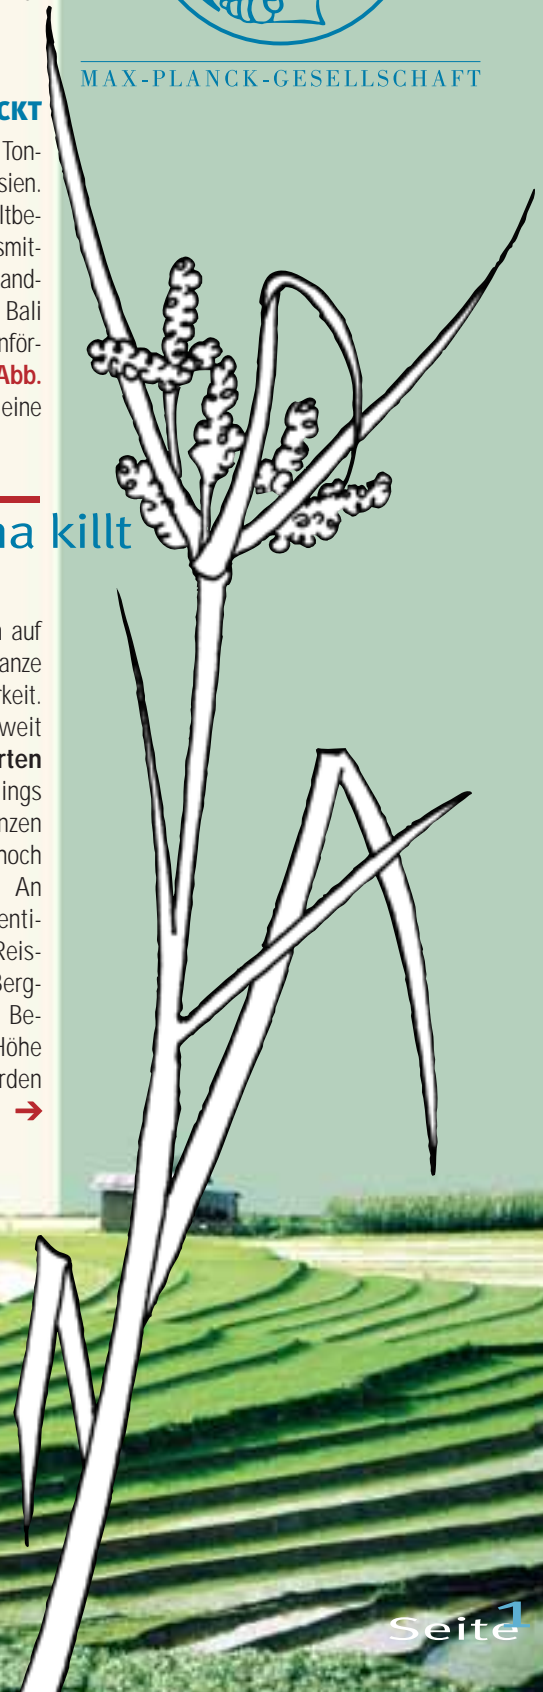 MAX-PLANCK-GESELLSCHAFT
CKT
Ton-
sien.
ltbe-
smit-
and-
Bali
nför-
Abb.
eine
na killt
auf
anze
rkeit.
weit
rten
ings
nzen
noch
An
enti-
Reis-
Berg-
Be-
Höhe
rden
➔
Seite 1